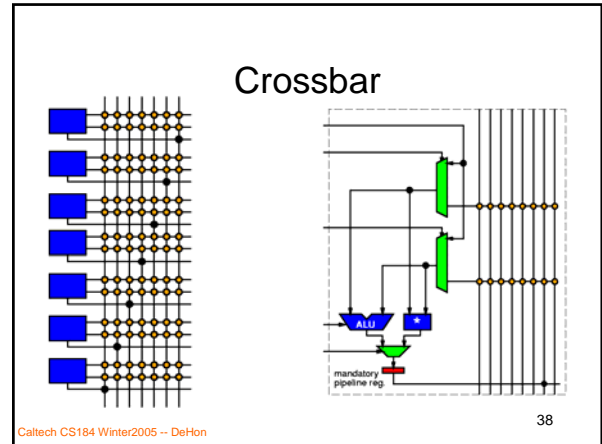 Crossbar
ALU
*
mandatory
pipeline reg.
Caltech CS184 Winter2005 -- DeHon
38